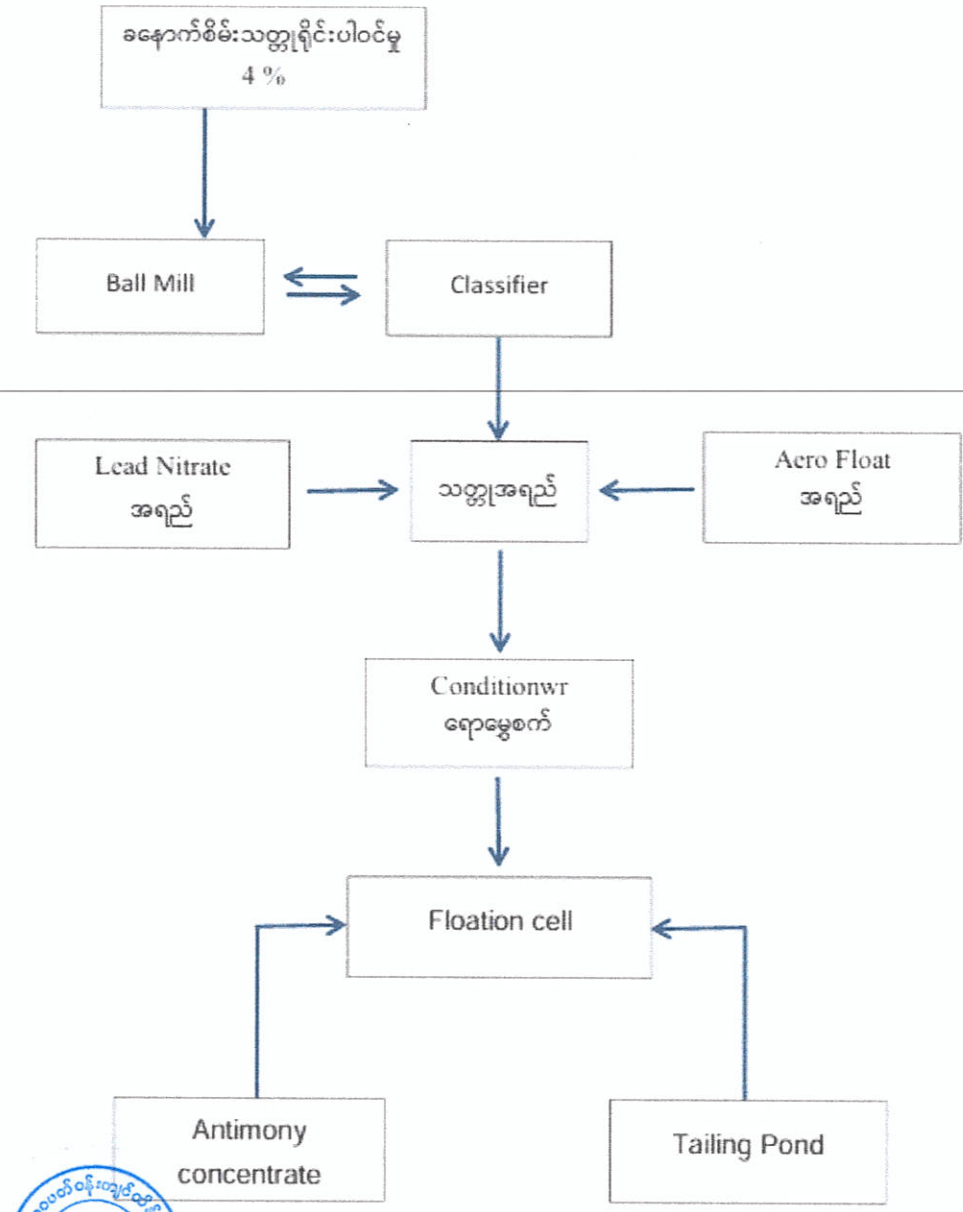 ခနောက်စိမ်းသတ္တုရိုင်းပါဝင်မှု
4 %
Ball Mill
Classifier
Lead Nitrate
အရည်
သတ္တုအရည်
Aero Float
အရည်
Conditionwr
ရောမွှေစက်
Floation cell
Antimony
concentrate
Tailing Pond